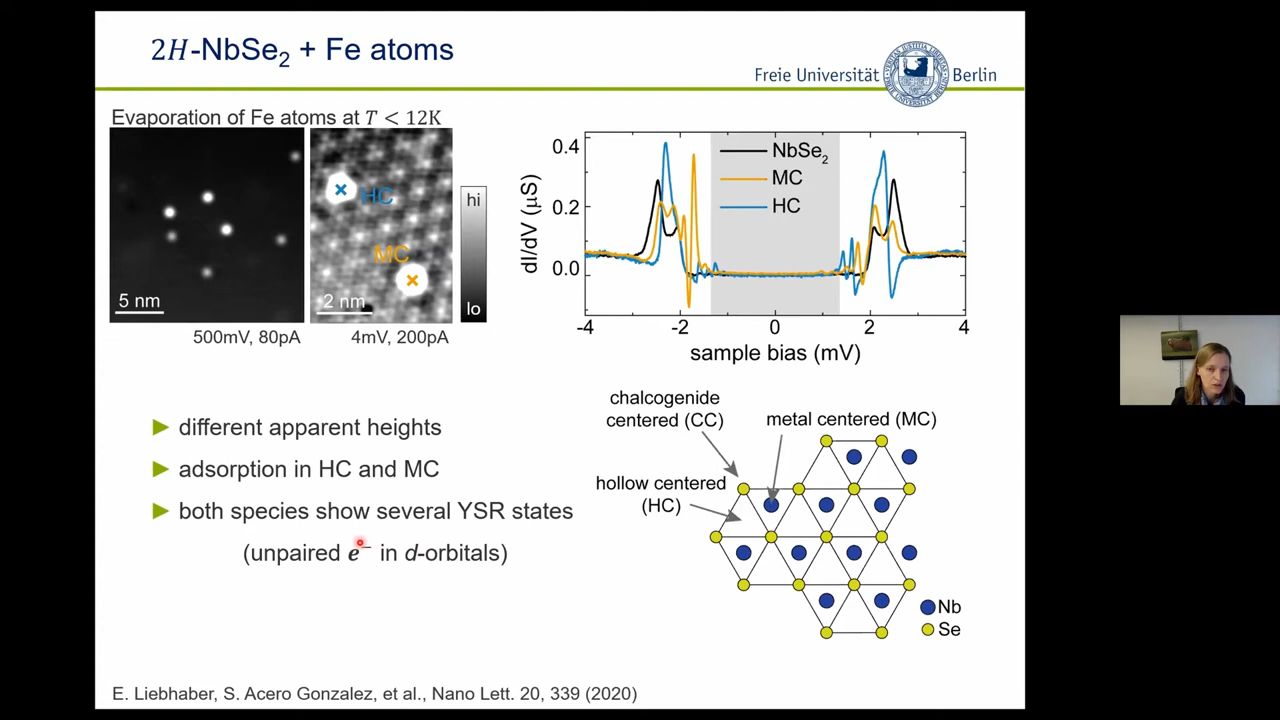 2H-NbSe₂ + Fe atoms
Freie Universität Berlin
Evaporation of Fe atoms at T < 12K
HC
MC
5 nm
2 nm
hi
lo
500mV, 80pA
4mV, 200pA
dI/dV (μS)
0.4
0.2
0.0
NbSe₂
MC
HC
-4 -2 0 2 4
sample bias (mV)
▶ different apparent heights
▶ adsorption in HC and MC
▶ both species show several YSR states
(unpaired e⁻ in d-orbitals)
chalcogenide
centered (CC)
metal centered (MC)
hollow centered
(HC)
Nb
Se
E. Liebhaber, S. Acero Gonzalez, et al., Nano Lett. 20, 339 (2020)